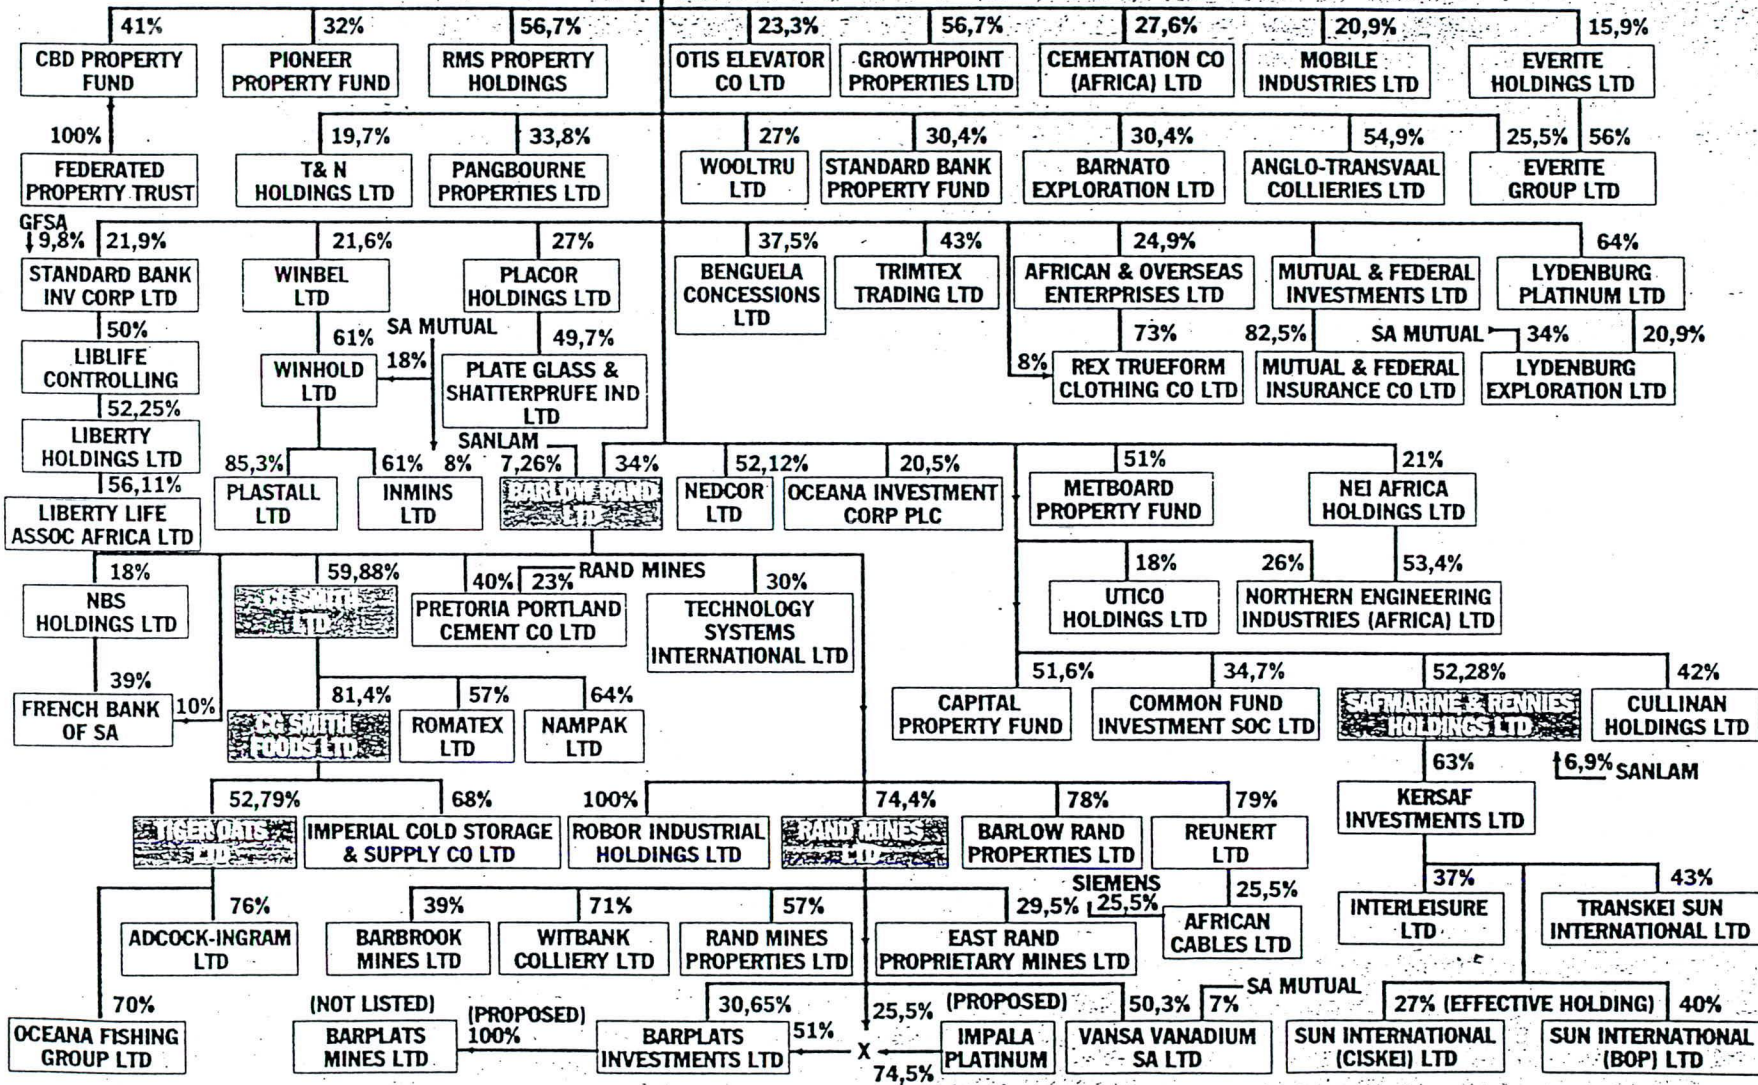 41%
32%
56,7%
23,3%
56,7%
27,6%
20,9%
15,9%
CBD PROPERTY
FUND
PIONEER
PROPERTY FUND
RMS PROPERTY
HOLDINGS
OTIS ELEVATOR
CO LTD
GROWTHPOINT
PROPERTIES LTD
CEMENTATION CO
(AFRICA) LTD
MOBILE
INDUSTRIES LTD
EVERITE
HOLDINGS LTD
100%
19,7%
33,8%
27%
30,4%
30,4%
54,9%
25,5%
56%
FEDERATED
PROPERTY TRUST
T& N
HOLDINGS LTD
PANGBOURNE
PROPERTIES LTD
WOOLTRU
LTD
STANDARD BANK
PROPERTY FUND
BARNATO
EXPLORATION LTD
ANGLO-TRANSVAAL
COLLIERIES LTD
EVERITE
GROUP LTD
GFSA
9,8%
21,9%
21,6%
27%
37,5%
43%
24,9%
64%
STANDARD BANK
INV CORP LTD
WINBEL
LTD
PLACOR
HOLDINGS LTD
BENGUELA
CONCESSIONS
LTD
TRIMTEX
TRADING LTD
AFRICAN & OVERSEAS
ENTERPRISES LTD
MUTUAL & FEDERAL
INVESTMENTS LTD
LYDENBURG
PLATINUM LTD
50%
61%
SA MUTUAL
18%
49,7%
8%
73%
82,5%
SA MUTUAL
34%
20,9%
LIBLIFE
CONTROLLING
WINHOLD
LTD
PLATE GLASS &
SHATTERPRUFE IND
LTD
REX TRUEFORM
CLOTHING CO LTD
MUTUAL & FEDERAL
INSURANCE CO LTD
LYDENBURG
EXPLORATION LTD
52,25%
LIBERTY
HOLDINGS LTD
56,11%
LIBERTY LIFE
ASSOC AFRICA LTD
SANLAM
85,3%
61%
8%
7,26%
34%
52,12%
20,5%
51%
21%
PLASTALL
LTD
INMINS
LTD
BARLOW RAND
LTD
NEDCOR
LTD
OCEANA INVESTMENT
CORP PLC
METBOARD
PROPERTY FUND
NEI AFRICA
HOLDINGS LTD
18%
59,88%
40%
23%
RAND MINES
30%
18%
26%
53,4%
NBS
HOLDINGS LTD
CG SMITH
LTD
PRETORIA PORTLAND
CEMENT CO LTD
TECHNOLOGY
SYSTEMS
INTERNATIONAL LTD
UTICO
HOLDINGS LTD
NORTHERN ENGINEERING
INDUSTRIES (AFRICA) LTD
39%
10%
81,4%
57%
64%
51,6%
34,7%
52,28%
42%
FRENCH BANK
OF SA
CG SMITH
FOODS LTD
ROMATEX
LTD
NAMPAK
LTD
CAPITAL
PROPERTY FUND
COMMON FUND
INVESTMENT SOC LTD
SAFMARINE & RENNIES
HOLDINGS LTD
CULLINAN
HOLDINGS LTD
63%
6,9%
SANLAM
52,79%
68%
100%
74,4%
78%
79%
KERSAF
INVESTMENTS LTD
TIGER OATS
LTD
IMPERIAL COLD STORAGE
& SUPPLY CO LTD
ROBOR INDUSTRIAL
HOLDINGS LTD
RAND MINES
LTD
BARLOW RAND
PROPERTIES LTD
REUNERT
LTD
76%
39%
71%
57%
29,5%
SIEMENS
25,5%
25,5%
37%
43%
ADCOCK-INGRAM
LTD
BARBROOK
MINES LTD
WITBANK
COLLIERY LTD
RAND MINES
PROPERTIES LTD
EAST RAND
PROPRIETARY MINES LTD
AFRICAN
CABLES LTD
INTERLEISURE
LTD
TRANSKEI SUN
INTERNATIONAL LTD
70%
(NOT LISTED)
(PROPOSED)
100%
30,65%
51%
25,5%
(PROPOSED)
50,3%
7%
SA MUTUAL
27% (EFFECTIVE HOLDING)
40%
OCEANA FISHING
GROUP LTD
BARPLATS
MINES LTD
BARPLATS
INVESTMENTS LTD
X
74,5%
IMPALA
PLATINUM
VANSA VANADIUM
SA LTD
SUN INTERNATIONAL
(CISKEI) LTD
SUN INTERNATIONAL
(BOP) LTD